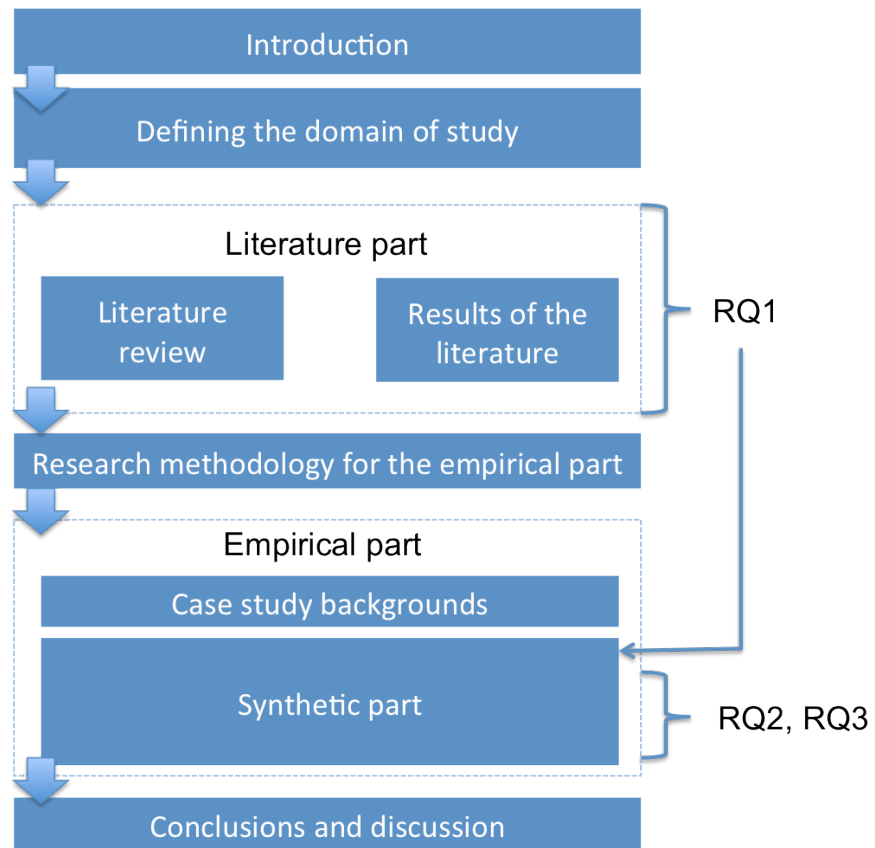 Introduction
Defining the domain of study
Literature part
Literature
review
Results of the
literature
RQ1
Research methodology for the empirical part
Empirical part
Case study backgrounds
Synthetic part
RQ2, RQ3
Conclusions and discussion